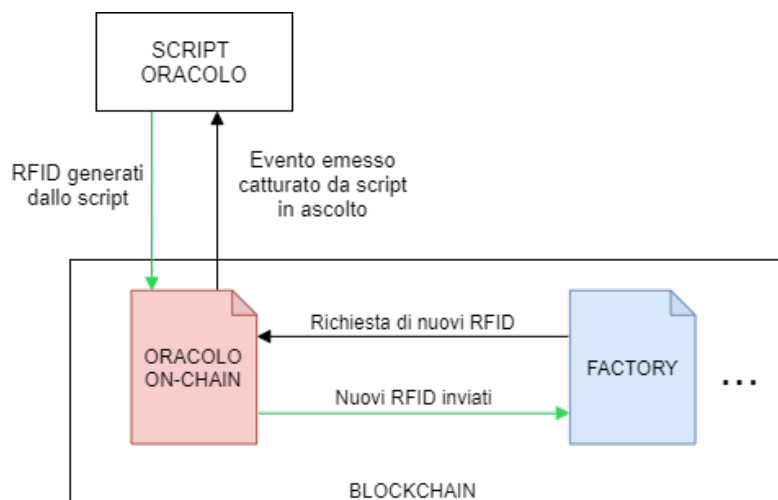 SCRIPT
ORACOLO
RFID generati
dallo script
Evento emesso
catturato da script
in ascolto
Richiesta di nuovi RFID
ORACOLO
ON-CHAIN
FACTORY
...
Nuovi RFID inviati
BLOCKCHAIN